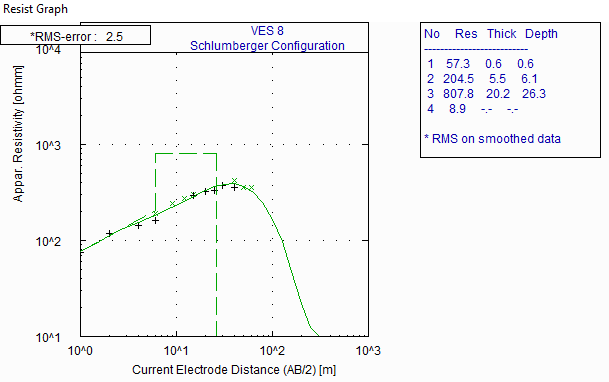 Resist Graph
*RMS-error : 2.5
VES 8
Schlumberger Configuration
10^4
10^3
10^2
10^1
Appar. Resistivity [ohmm]
10^0 10^1 10^2 10^3
Current Electrode Distance (AB/2) [m]
No Res Thick Depth
---------------------------
1 57.3 0.6 0.6
2 204.5 5.5 6.1
3 807.8 20.2 26.3
4 8.9 -.- -.-
* RMS on smoothed data